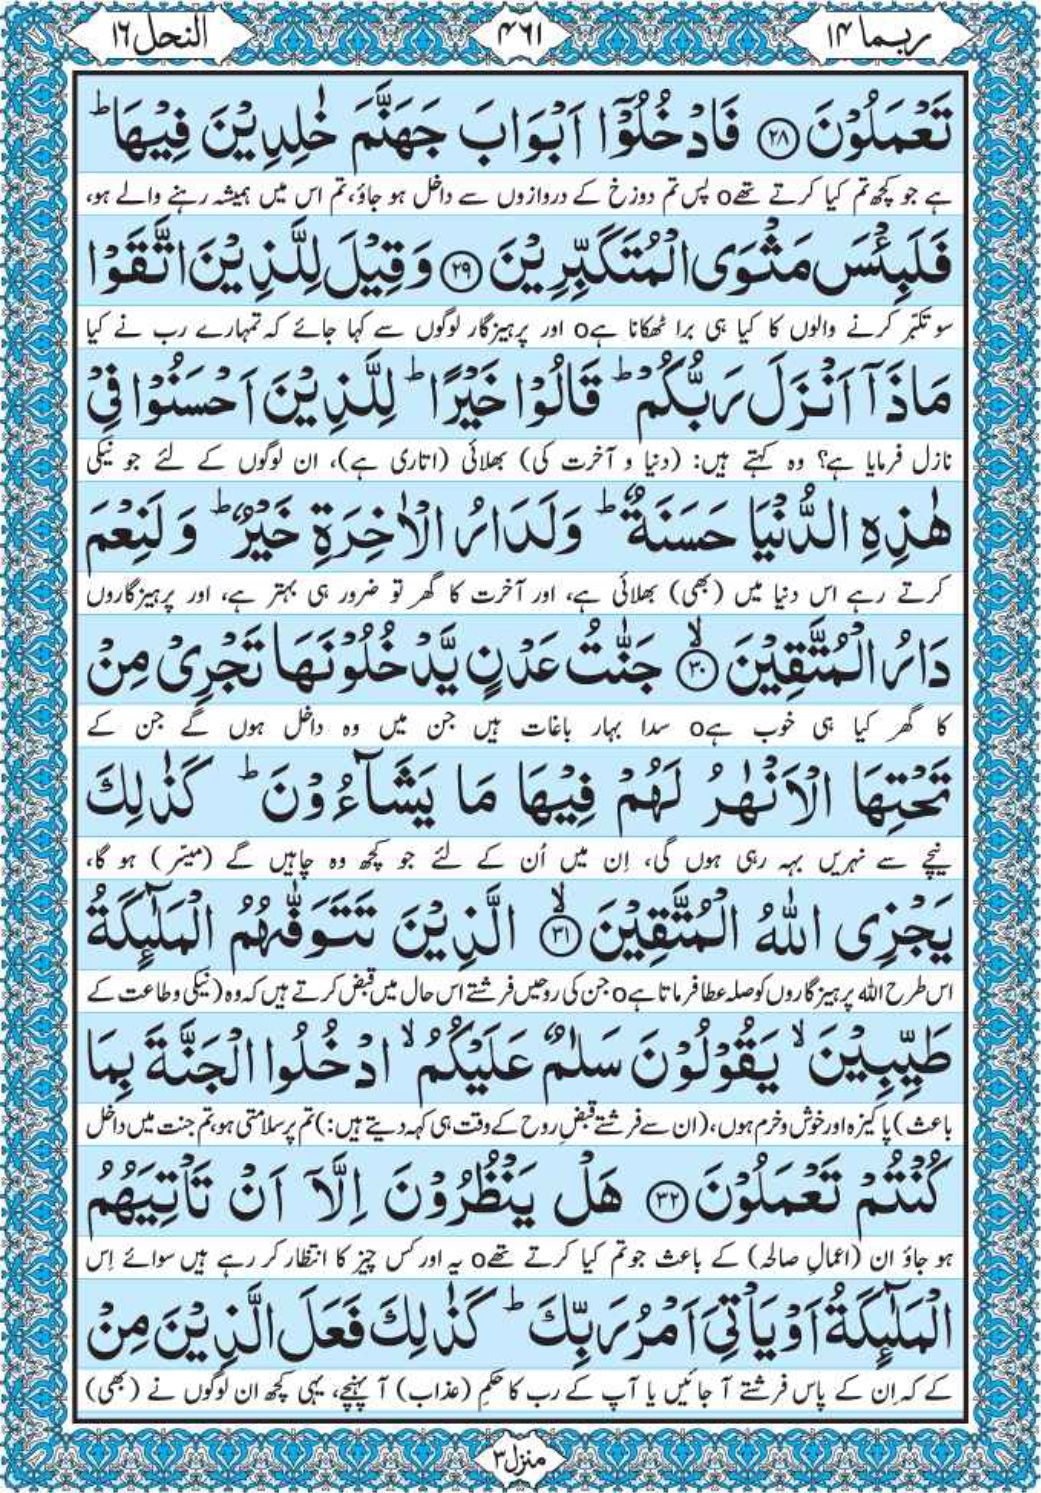 ربما ۱۴
۴۶۱
النحل ۱۶
تَعْمَلُوْنَ ﴿۲۸﴾ فَادْخُلُوْۤا اَبْوَابَ جَهَنَّمَ خٰلِدِيْنَ فِيْهَا ؕ
ہے جو کچھ تم کیا کرتے تھےo پس تم دوزخ کے دروازوں سے داخل ہو جاؤ، تم اس میں ہمیشہ رہنے والے ہو،
فَلَبِئْسَ مَثْوَی الْمُتَكَبِّرِيْنَ ﴿۲۹﴾ وَ قِيْلَ لِلَّذِيْنَ اتَّقَوْا
سو تکبّر کرنے والوں کا کیا ہی برا ٹھکانا ہےo اور پرہیزگار لوگوں سے کہا جائے کہ تمہارے رب نے کیا
مَاذَاۤ اَنْزَلَ رَبُّكُمْ ؕ قَالُوْا خَيْرًا ؕ لِلَّذِيْنَ اَحْسَنُوْا فِيْ
نازل فرمایا ہے؟ وہ کہتے ہیں: (دنیا و آخرت کی) بھلائی (اتاری ہے)، ان لوگوں کے لئے جو نیکی
هٰذِهِ الدُّنْيَا حَسَنَةٌ ؕ وَ لَدَارُ الْاٰخِرَةِ خَيْرٌ ؕ وَ لَنِعْمَ
کرتے رہے اس دنیا میں (بھی) بھلائی ہے، اور آخرت کا گھر تو ضرور ہی بہتر ہے، اور پرہیزگاروں
دَارُ الْمُتَّقِيْنَ ۙ﴿۳۰﴾ جَنّٰتُ عَدْنٍ يَّدْخُلُوْنَهَا تَجْرِيْ مِنْ
کا گھر کیا ہی خوب ہےo سدا بہار باغات ہیں جن میں وہ داخل ہوں گے جن کے
تَحْتِهَا الْاَنْهٰرُ لَهُمْ فِيْهَا مَا يَشَآءُوْنَ ؕ كَذٰلِكَ
نیچے سے نہریں بہہ رہی ہوں گی، اِن میں اُن کے لئے جو کچھ وہ چاہیں گے (میسّر) ہو گا،
يَجْزِی اللّٰهُ الْمُتَّقِيْنَ ۙ﴿۳۱﴾ الَّذِيْنَ تَتَوَفّٰهُمُ الْمَلٰٓئِكَةُ
اس طرح اللہ پرہیزگاروں کو صلہ عطا فرماتا ہےo جن کی روحیں فرشتے اس حال میں قبض کرتے ہیں کہ وہ (نیکی و طاعت کے
طَيِّبِيْنَ ۙ يَقُوْلُوْنَ سَلٰمٌ عَلَيْكُمُ ۙ ادْخُلُوا الْجَنَّةَ بِمَا
باعث) پاکیزہ اور خوش و خرم ہوں، (ان سے فرشتے قبضِ روح کے وقت ہی کہہ دیتے ہیں:) تم پر سلامتی ہو، تم جنت میں داخل
كُنْتُمْ تَعْمَلُوْنَ ﴿۳۲﴾ هَلْ يَنْظُرُوْنَ اِلَّاۤ اَنْ تَاْتِيَهُمُ
ہو جاؤ ان (اعمالِ صالحہ) کے باعث جو تم کیا کرتے تھےo یہ اور کس چیز کا انتظار کر رہے ہیں سوائے اِس
الْمَلٰٓئِكَةُ اَوْ يَاْتِيَ اَمْرُ رَبِّكَ ؕ كَذٰلِكَ فَعَلَ الَّذِيْنَ مِنْ
کے کہ اِن کے پاس فرشتے آ جائیں یا آپ کے رب کا حکمِ (عذاب) آ پہنچے، یہی کچھ ان لوگوں نے (بھی)
منزل ۳